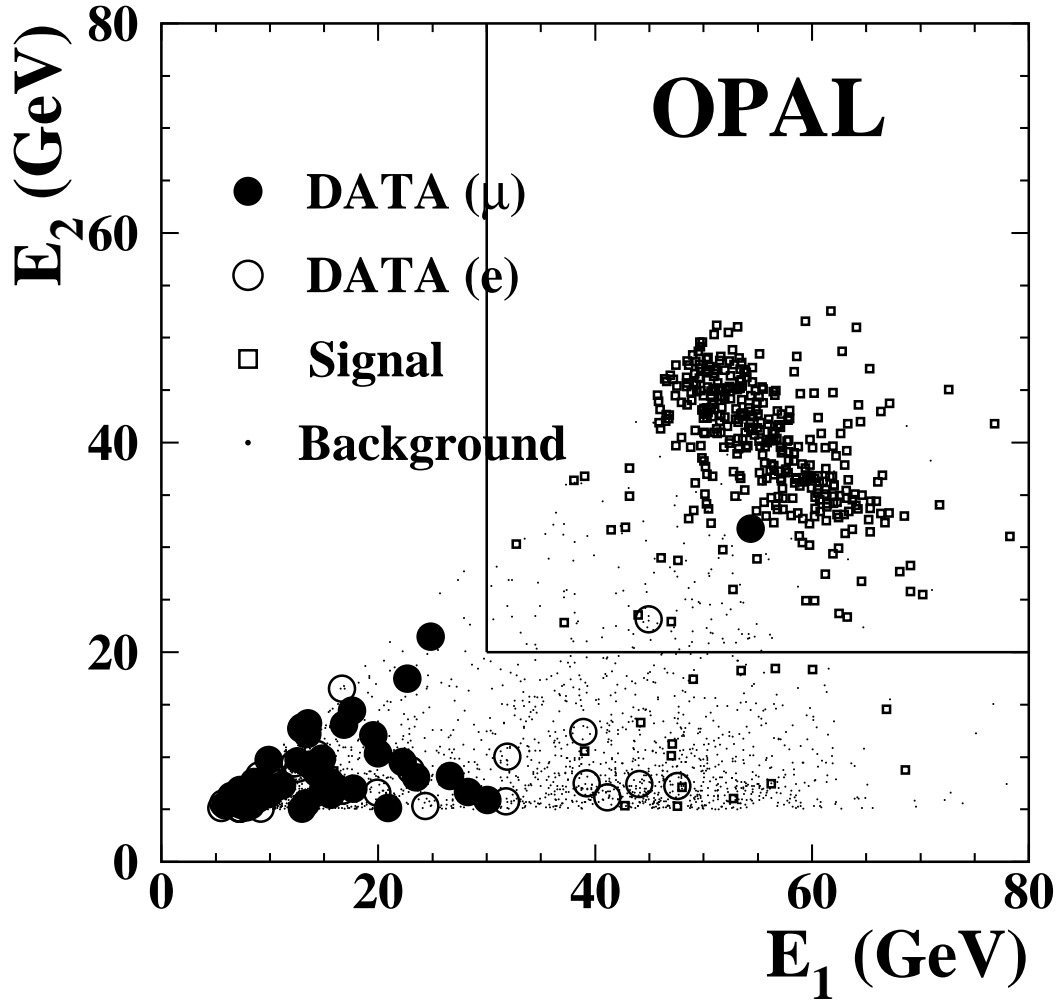 E2 (GeV)
80
60
40
20
0
OPAL
DATA (μ)
DATA (e)
Signal
Background
0 20 40 60 80
E1 (GeV)